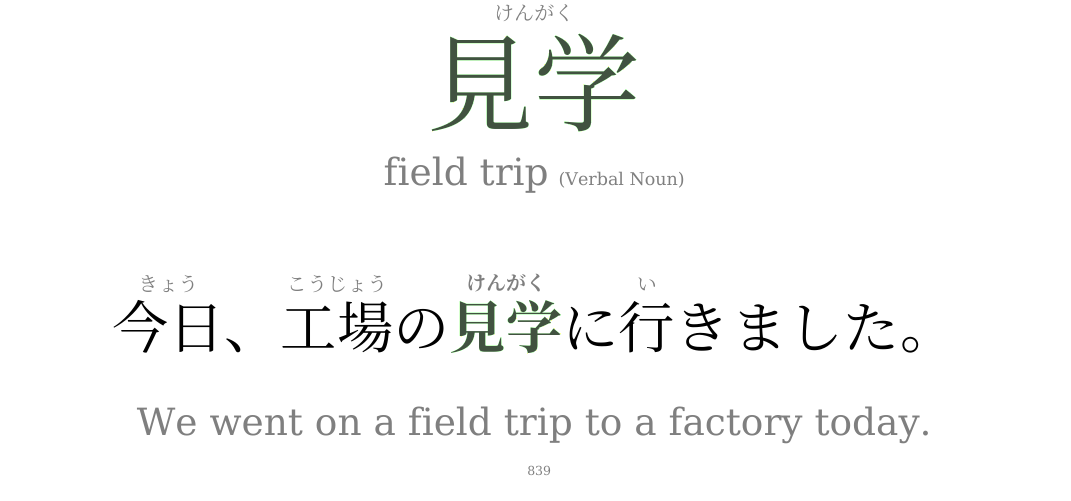 けんがく
見学
field trip (Verbal Noun)
きょう こうじょう けんがく い
今日、工場の見学に行きました。
We went on a field trip to a factory today.
839